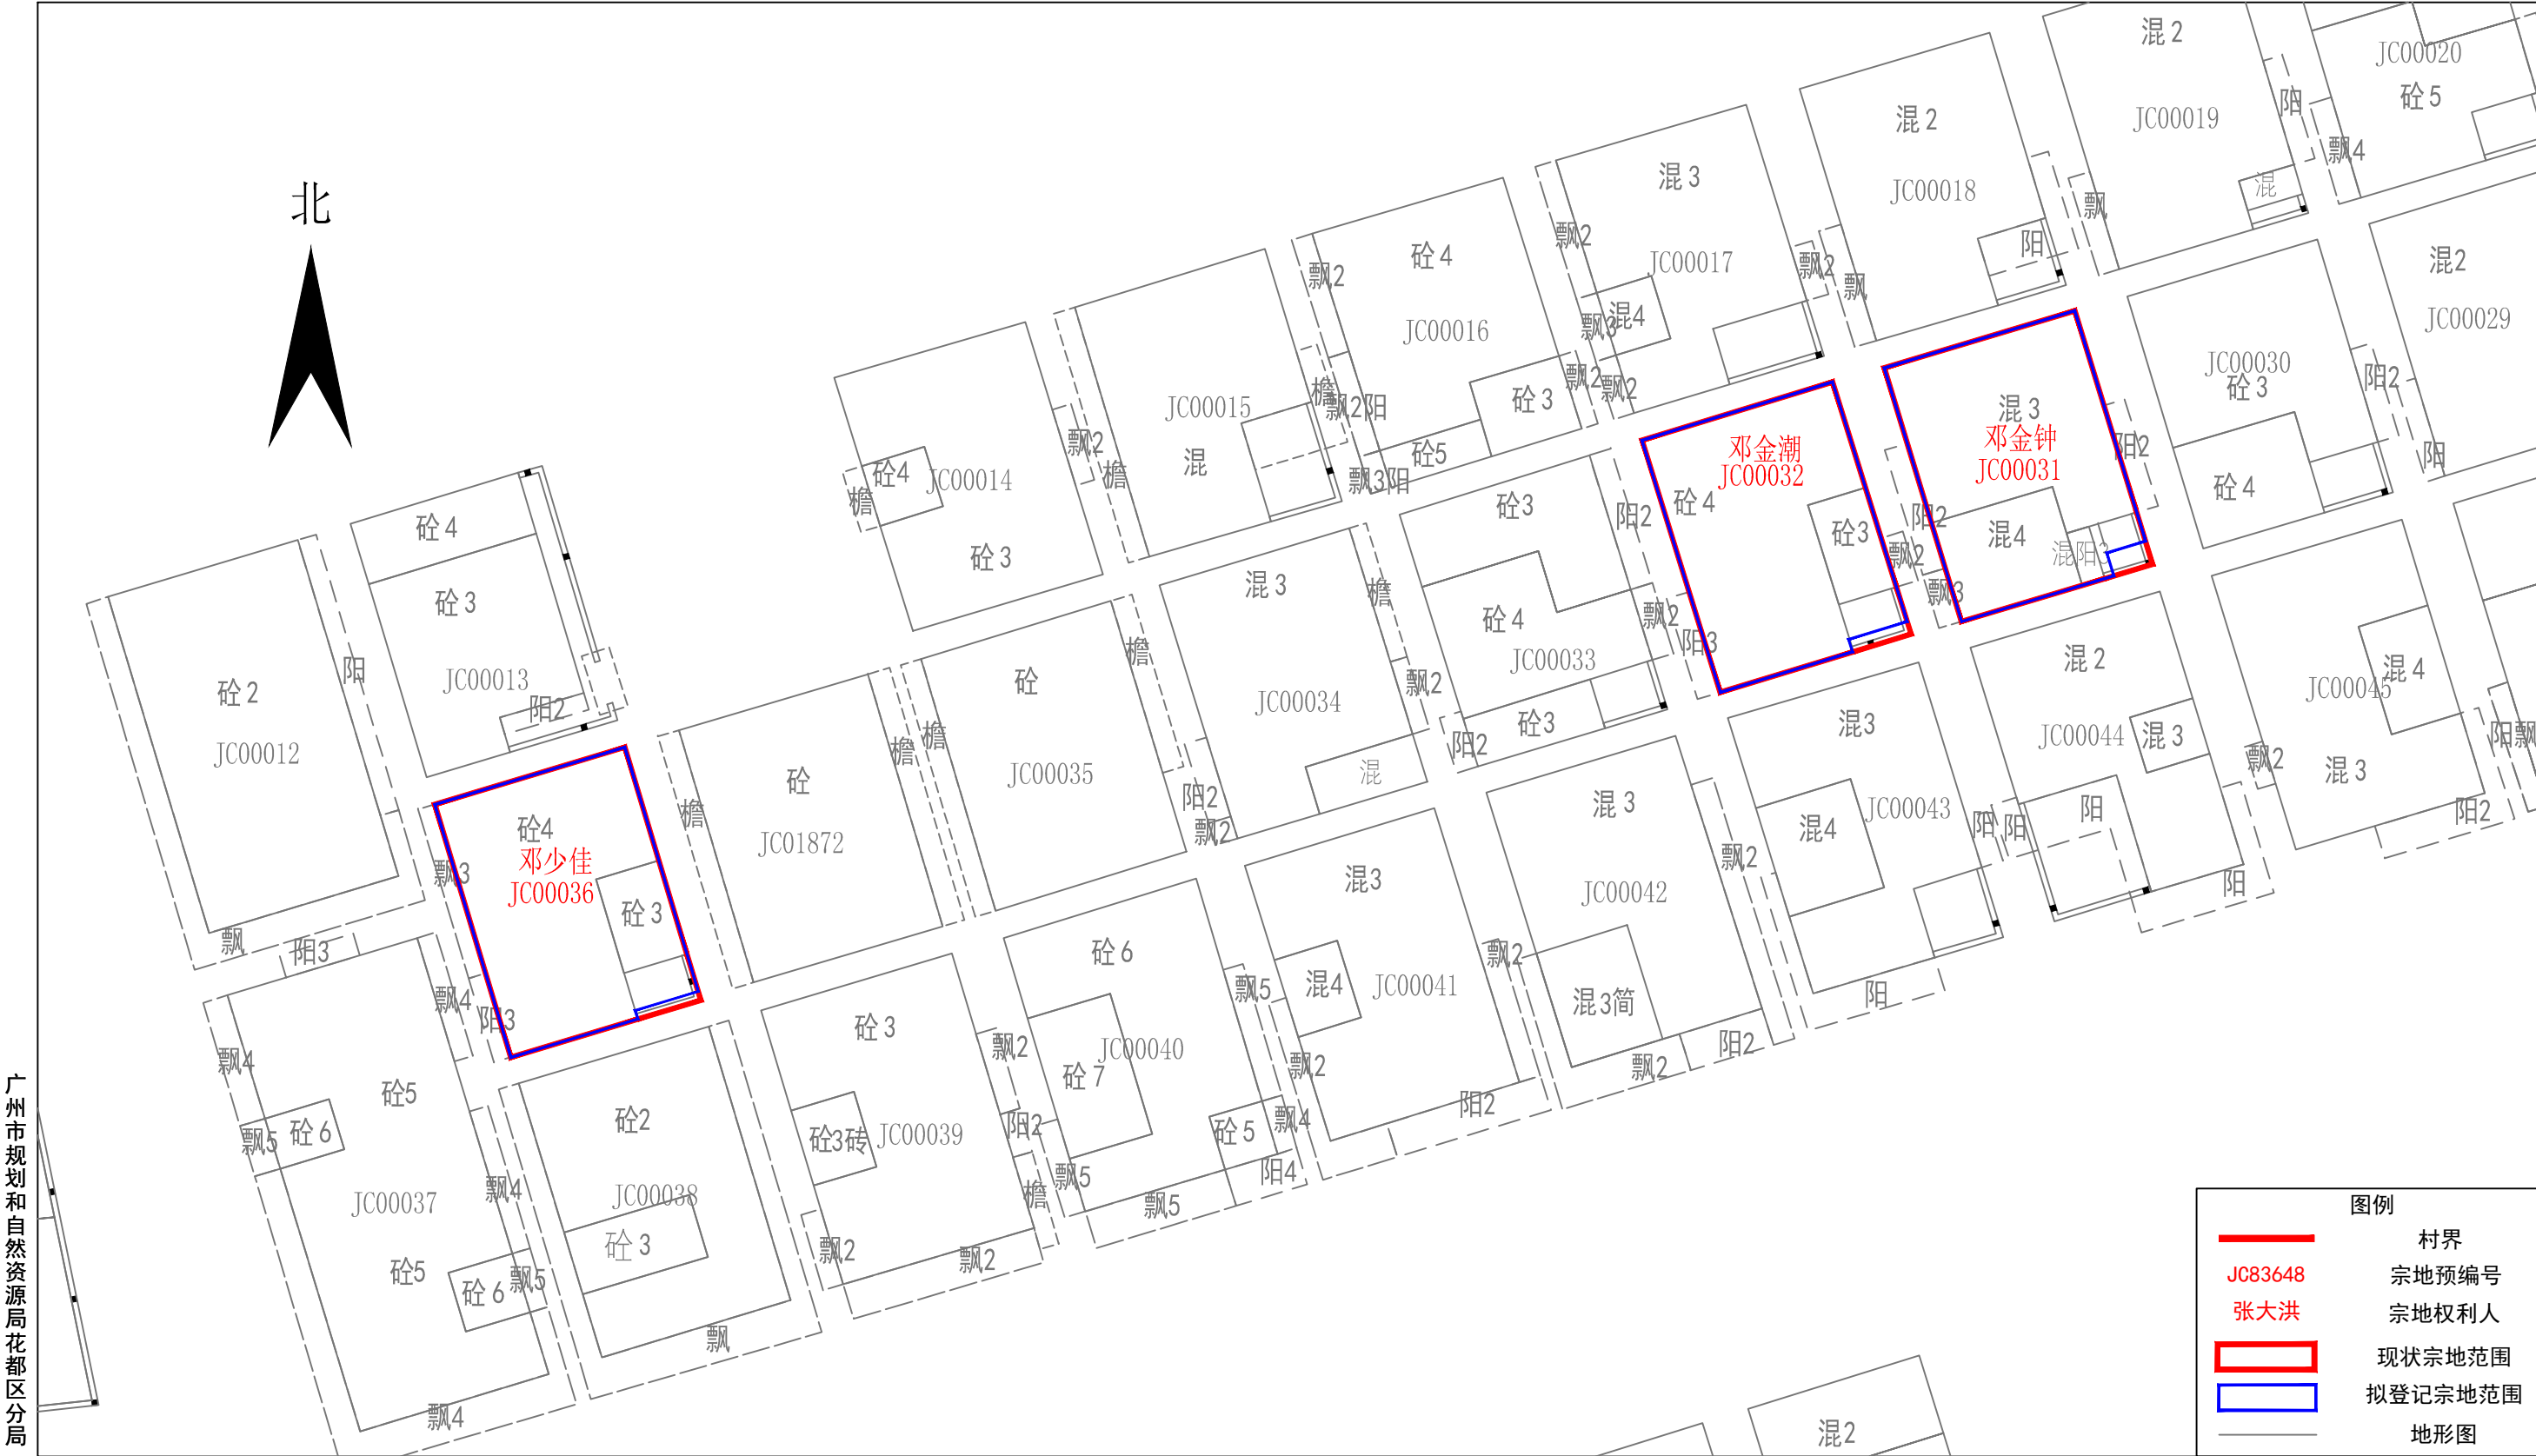 北
混2
JC00020
砼5
混2
JC00019
阳
飘4
混
混2
JC00018
阳
飘
混3
JC00017
飘2
飘2
飘
飘3
混4
混2
JC00029
砼4
JC00016
飘2
飘2
飘2
砼3
砼5
JC00030
砼3
砼4
阳2
阳
混3
邓金钟
JC00031
阳2
混4
混阳3
阳2
飘3
JC00015
混
檐
飘2阳
飘3阳
邓金潮
JC00032
砼4
砼3
飘2
阳2
飘2
阳3
砼4
JC00014
檐
砼3
飘2
檐
砼3
砼4
JC00033
砼3
阳2
砼4
砼3
JC00013
阳2
混3
JC00034
檐
飘2
混
砼2
JC00012
阳
飘
混2
JC00044
混3
阳
阳
飘2
混4
JC00045
混3
阳2
阳飘
砼
JC00035
檐
檐
阳2
飘2
砼
JC01872
檐
檐
砼4
邓少佳
JC00036
砼3
飘3
阳3
混3
JC00043
混4
阳
阳
阳
混3
JC00042
飘2
混3简
飘2
阳2
混3
JC00041
混4
飘2
飘2
阳2
砼6
JC00040
砼7
砼5
飘5
飘4
阳4
飘5
飘5
砼3
JC00039
砼3砖
飘2
阳2
檐
飘2
飘2
阳3
飘4
飘4
砼5
飘5
砼6
JC00037
飘4
砼5
砼6
飘5
飘4
砼2
JC00038
砼3
飘
混2
广州市规划和自然资源局花都区分局
图例
村界
JC83648 宗地预编号
张大洪 宗地权利人
现状宗地范围
拟登记宗地范围
地形图